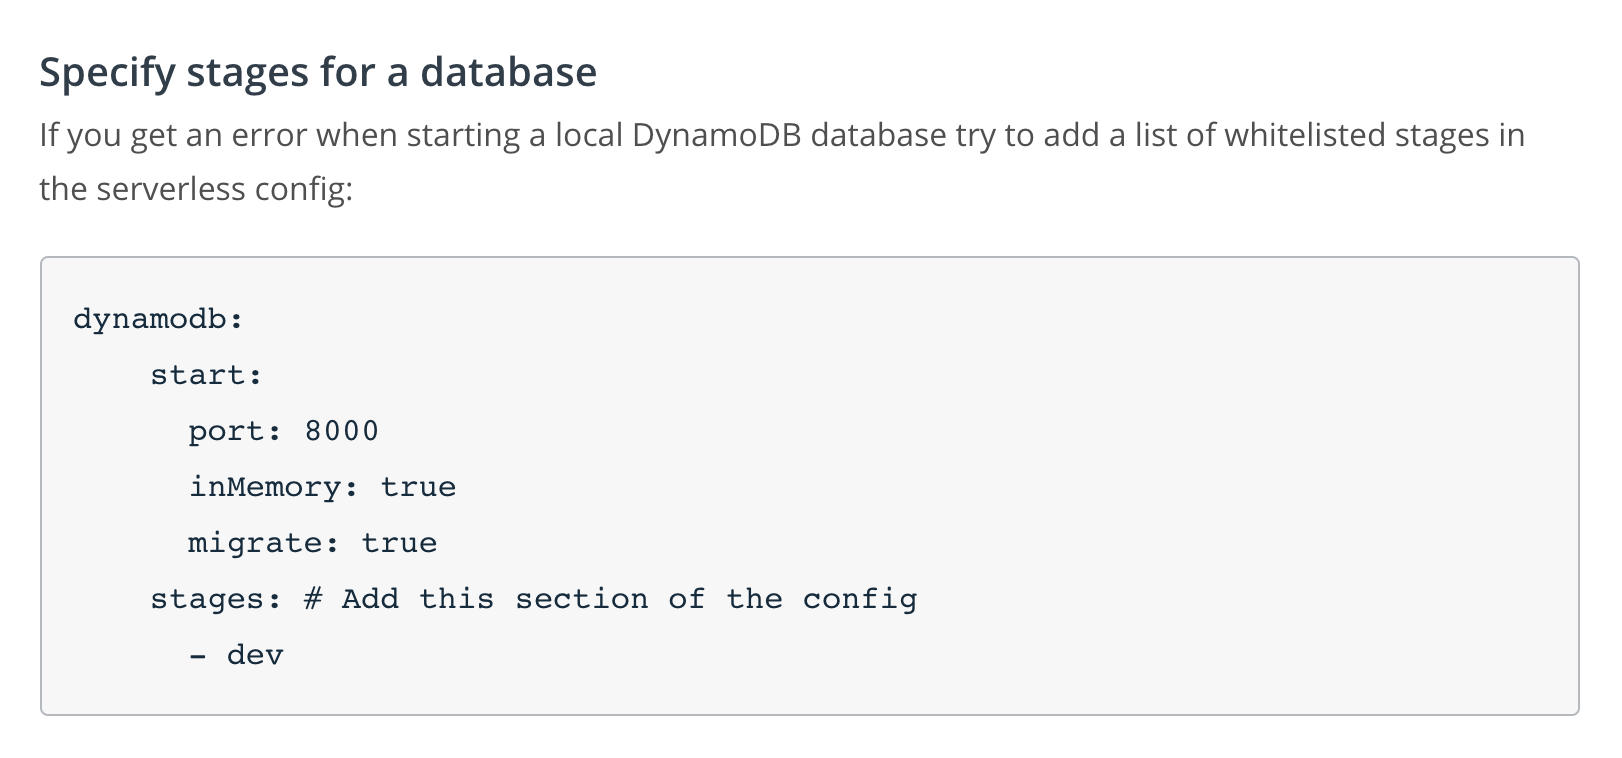 Specify stages for a database
If you get an error when starting a local DynamoDB database try to add a list of whitelisted stages in
the serverless config:
dynamodb:
    start:
      port: 8000
      inMemory: true
      migrate: true
    stages: # Add this section of the config
      - dev